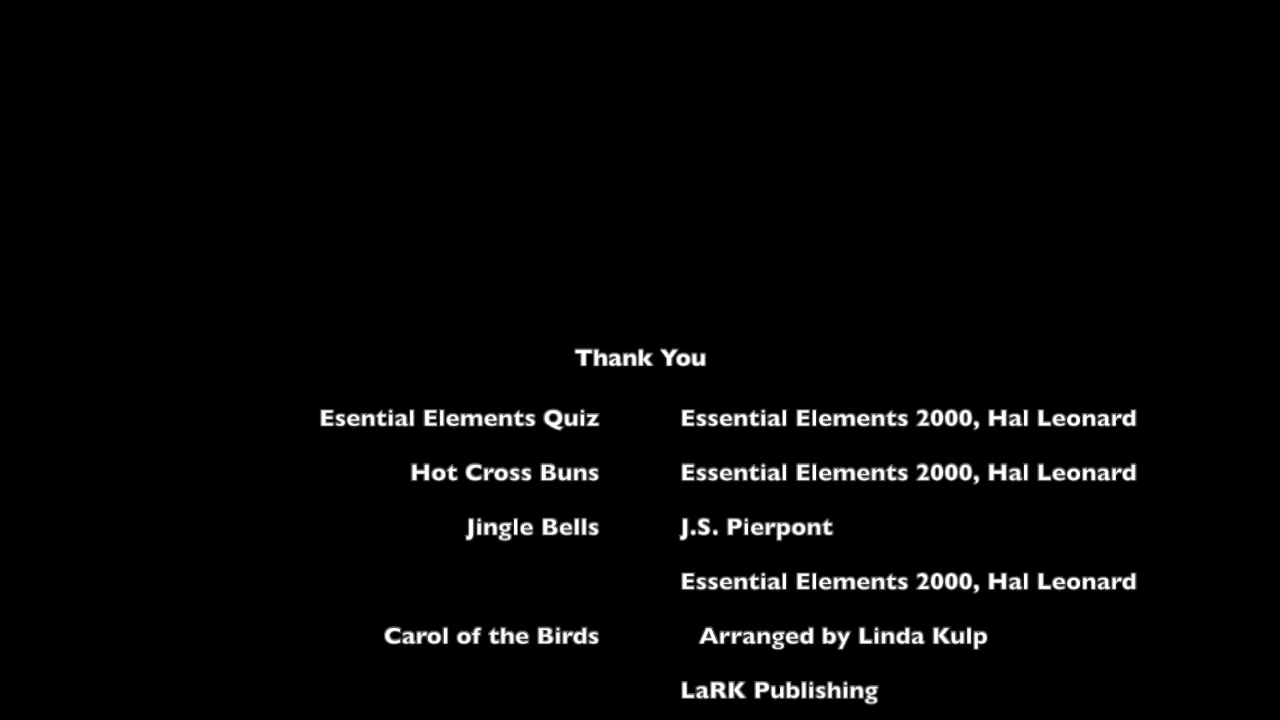 Thank You
Esential Elements Quiz Essential Elements 2000, Hal Leonard
Hot Cross Buns Essential Elements 2000, Hal Leonard
Jingle Bells J.S. Pierpont
Essential Elements 2000, Hal Leonard
Carol of the Birds Arranged by Linda Kulp
LaRK Publishing